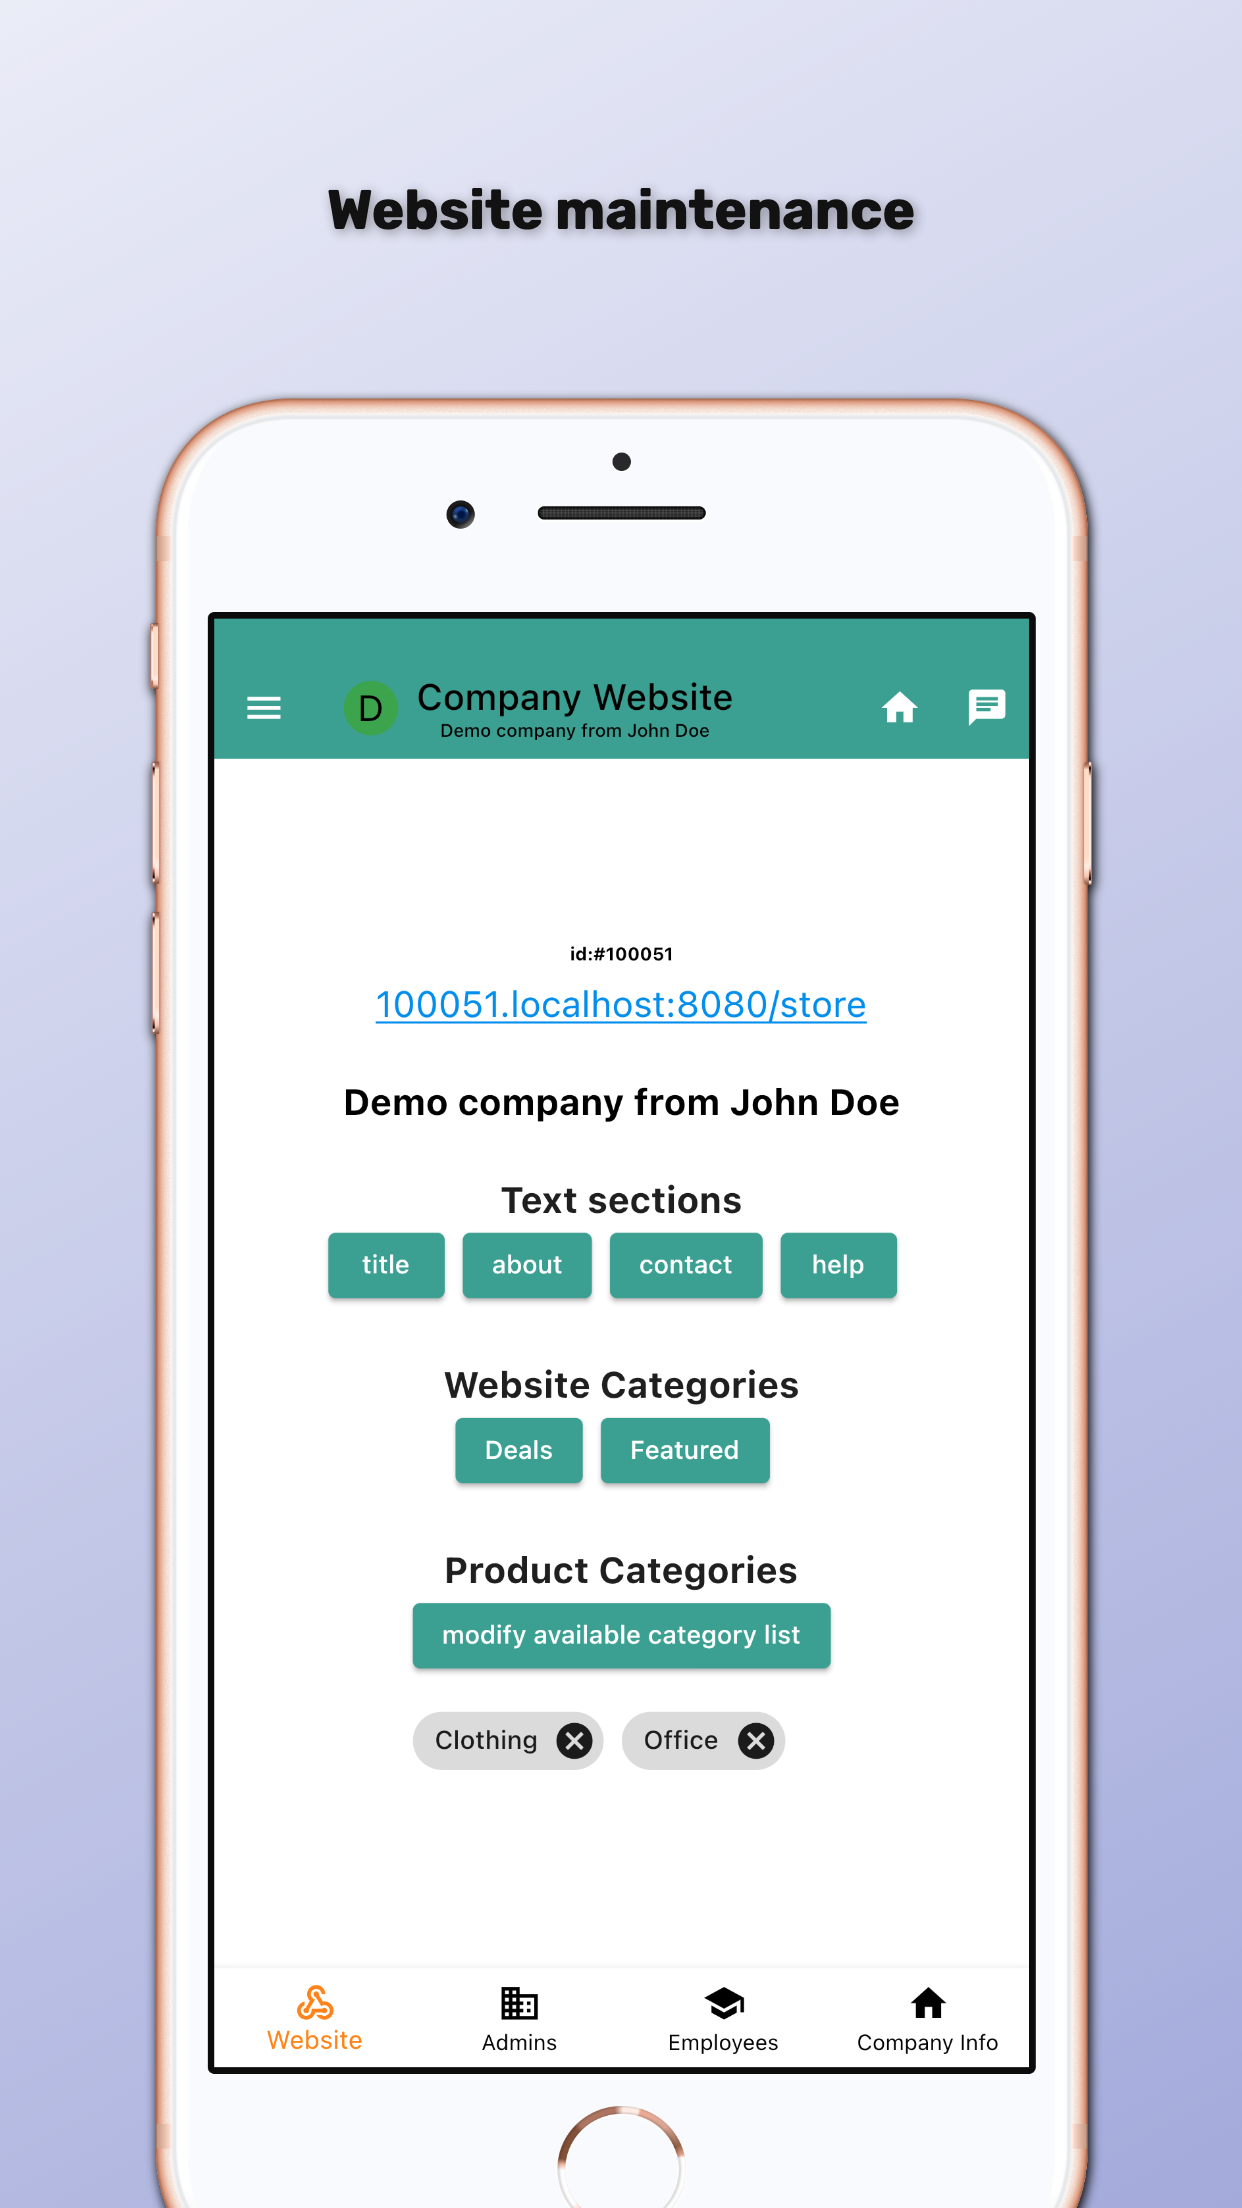 Website maintenance
D
Company Website
Demo company from John Doe
id:#100051
100051.localhost:8080/store
Demo company from John Doe
Text sections
title about contact help
Website Categories
Deals Featured
Product Categories
modify available category list
Clothing Office
Website Admins Employees Company Info